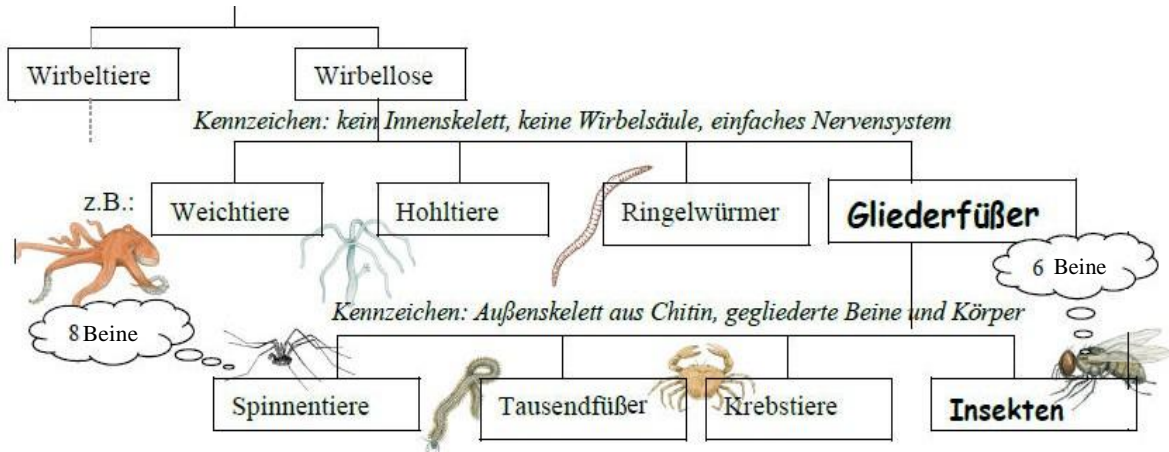 Wirbeltiere
Wirbellose
Kennzeichen: kein Innenskelett, keine Wirbelsäule, einfaches Nervensystem
z.B.:
Weichtiere
Hohltiere
Ringelwürmer
Gliederfüßer
6 Beine
8 Beine
Kennzeichen: Außenskelett aus Chitin, gegliederte Beine und Körper
Spinnentiere
Tausendfüßer
Krebstiere
Insekten